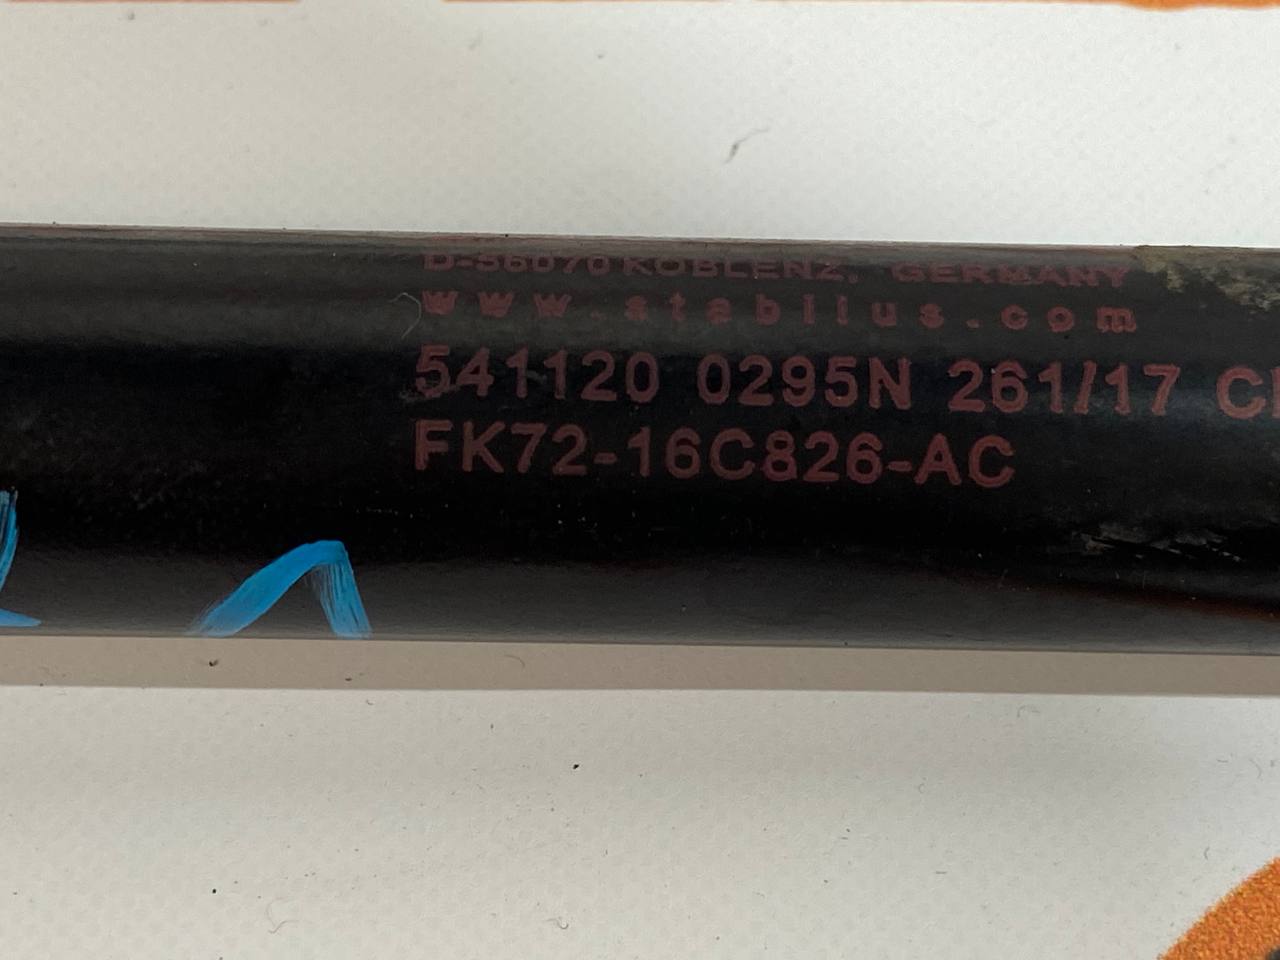 D-56070 KOBLENZ, GERMANY
www.stabilus.com
541120 0295N 261/17
FK72-16C826-AC